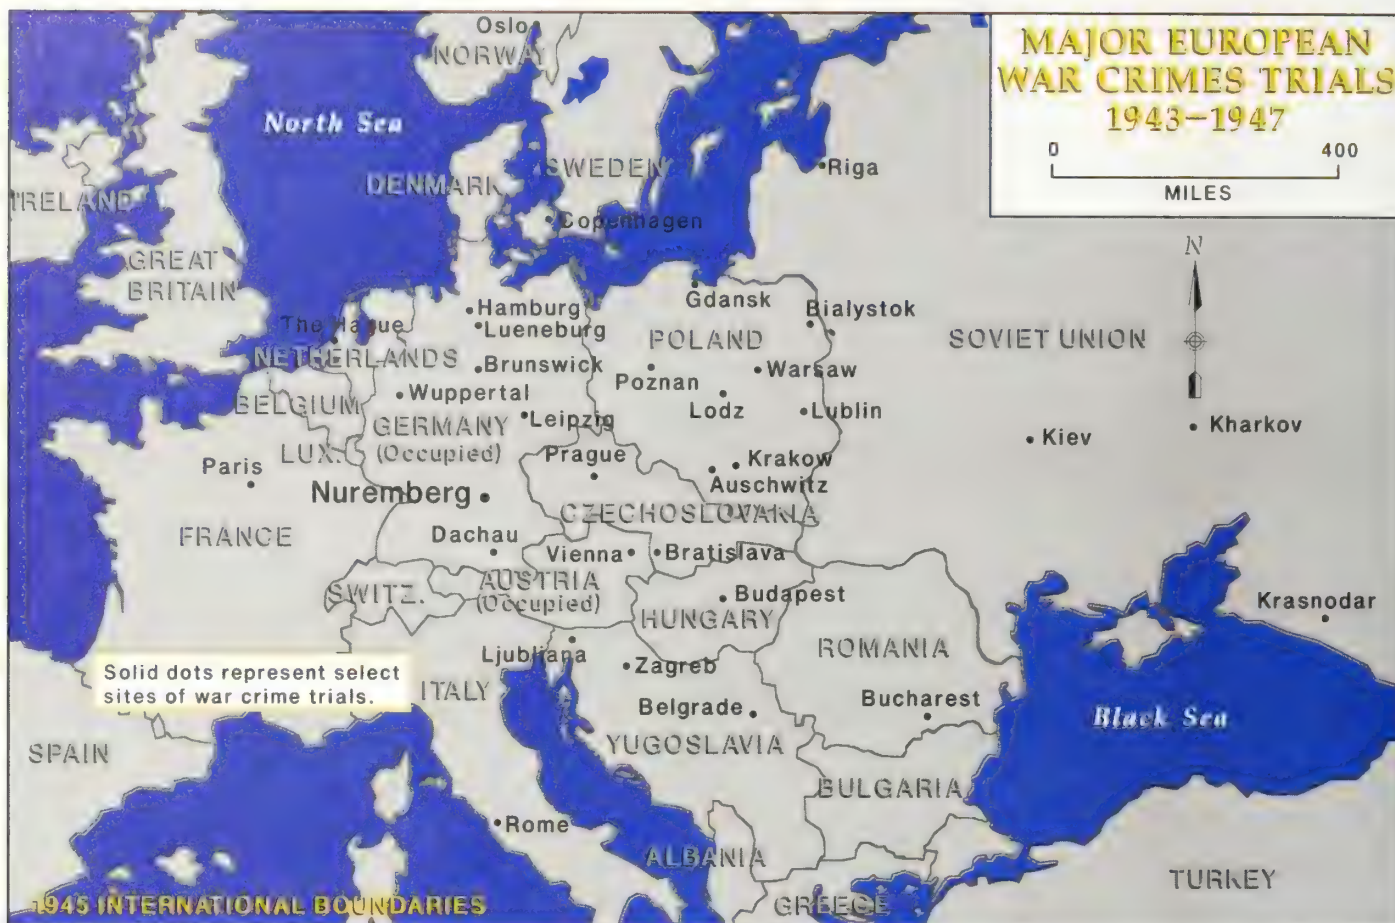 MAJOR EUROPEAN
WAR CRIMES TRIALS
1943–1947
0 400
MILES
N
Oslo
NORWAY
North Sea
SWEDEN
Riga
DENMARK
IRELAND
Copenhagen
GREAT
BRITAIN
Gdansk
Hamburg
Bialystok
Lueneburg
The Hague
POLAND
SOVIET UNION
NETHERLANDS
Brunswick
Warsaw
Poznan
Wuppertal
BELGIUM
Lodz
Lublin
Leipzig
GERMANY
(Occupied)
Kharkov
Kiev
LUX.
Prague
Krakow
Paris
Auschwitz
Nuremberg
CZECHOSLOVAKIA
FRANCE
Dachau
Vienna
Bratislava
AUSTRIA
(Occupied)
SWITZ.
Budapest
Krasnodar
HUNGARY
ROMANIA
Ljubljana
Zagreb
Solid dots represent select
sites of war crime trials.
ITALY
Bucharest
Belgrade
Black Sea
YUGOSLAVIA
SPAIN
BULGARIA
Rome
ALBANIA
TURKEY
GREECE
1945 INTERNATIONAL BOUNDARIES